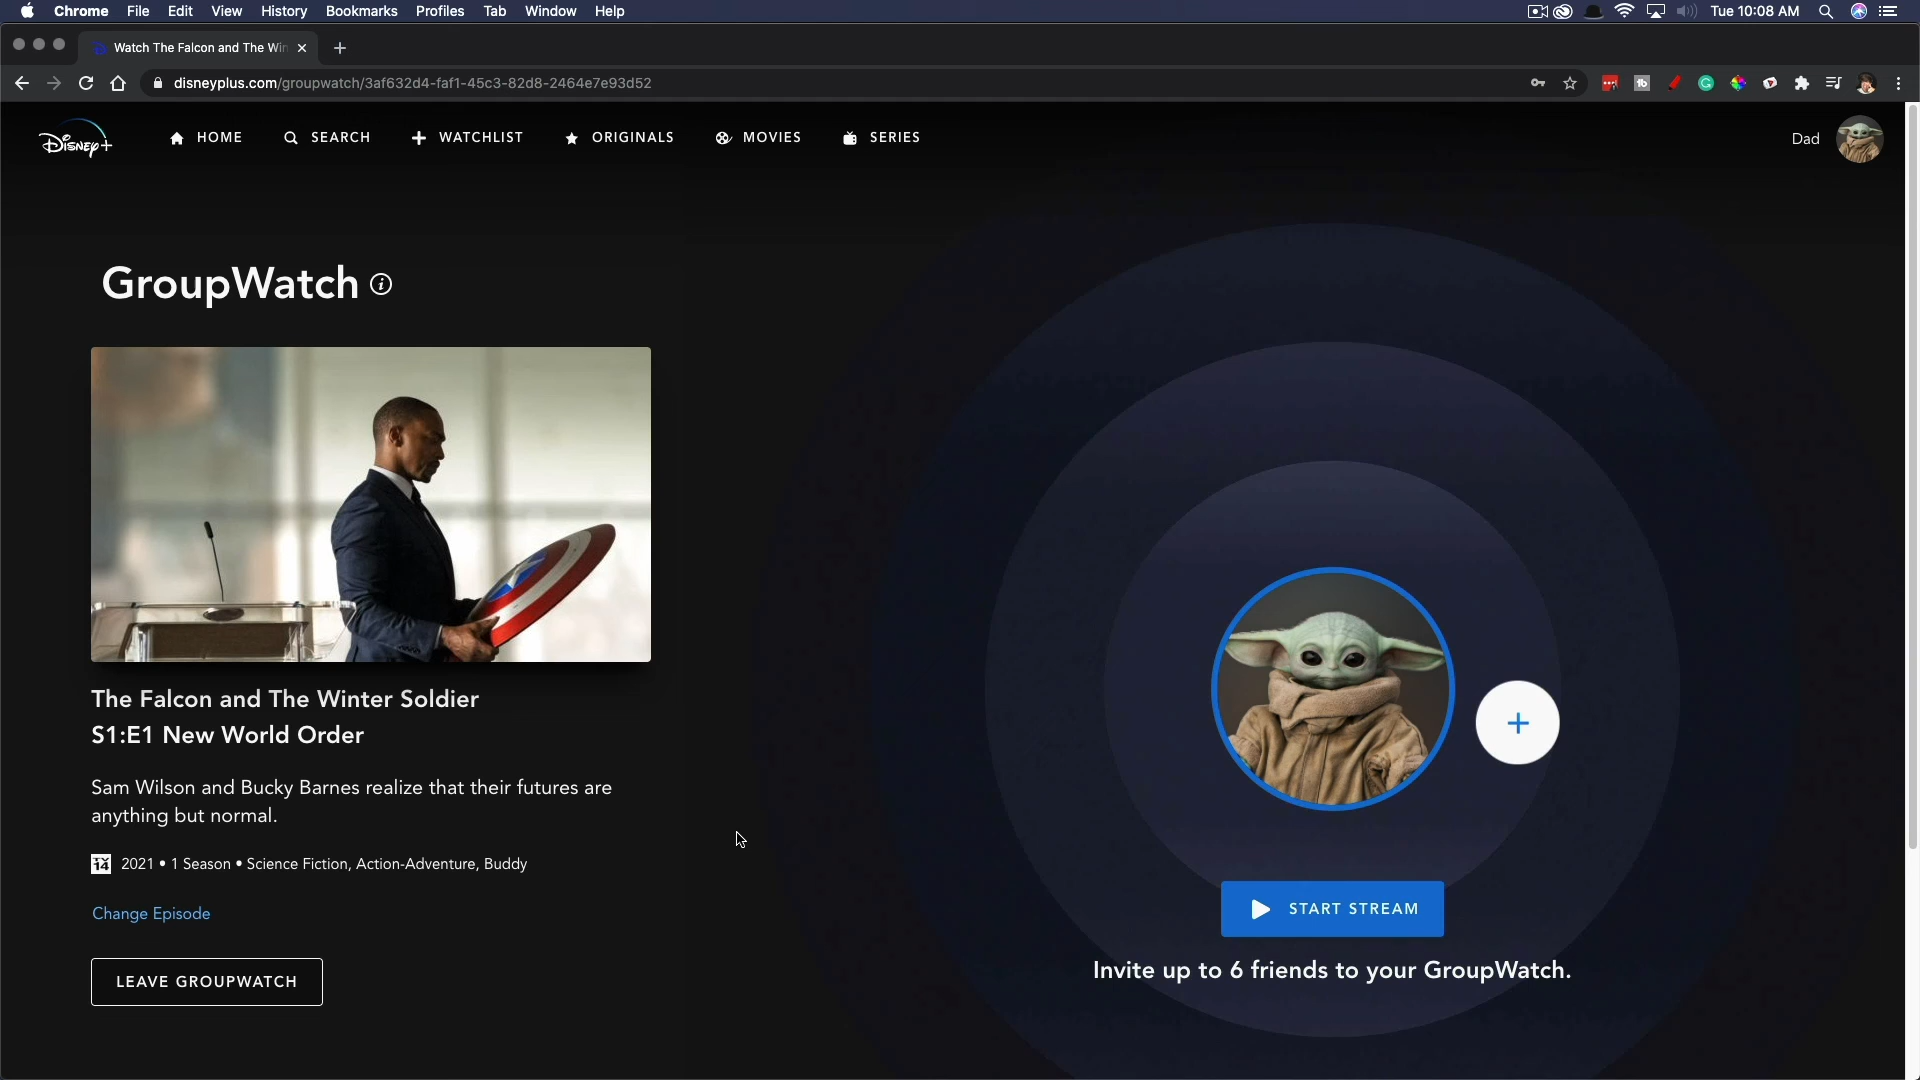 Chrome File Edit View History Bookmarks Profiles Tab Window Help Tue 10:08 AM
Watch The Falcon and The Win
disneyplus.com/groupwatch/3af632d4-faf1-45c3-82d8-2464e7e93d52
Disney+ HOME SEARCH WATCHLIST ORIGINALS MOVIES SERIES Dad
GroupWatch
The Falcon and The Winter Soldier
S1:E1 New World Order
Sam Wilson and Bucky Barnes realize that their futures are
anything but normal.
TV 14 2021 • 1 Season • Science Fiction, Action-Adventure, Buddy
Change Episode
LEAVE GROUPWATCH
START STREAM
Invite up to 6 friends to your GroupWatch.